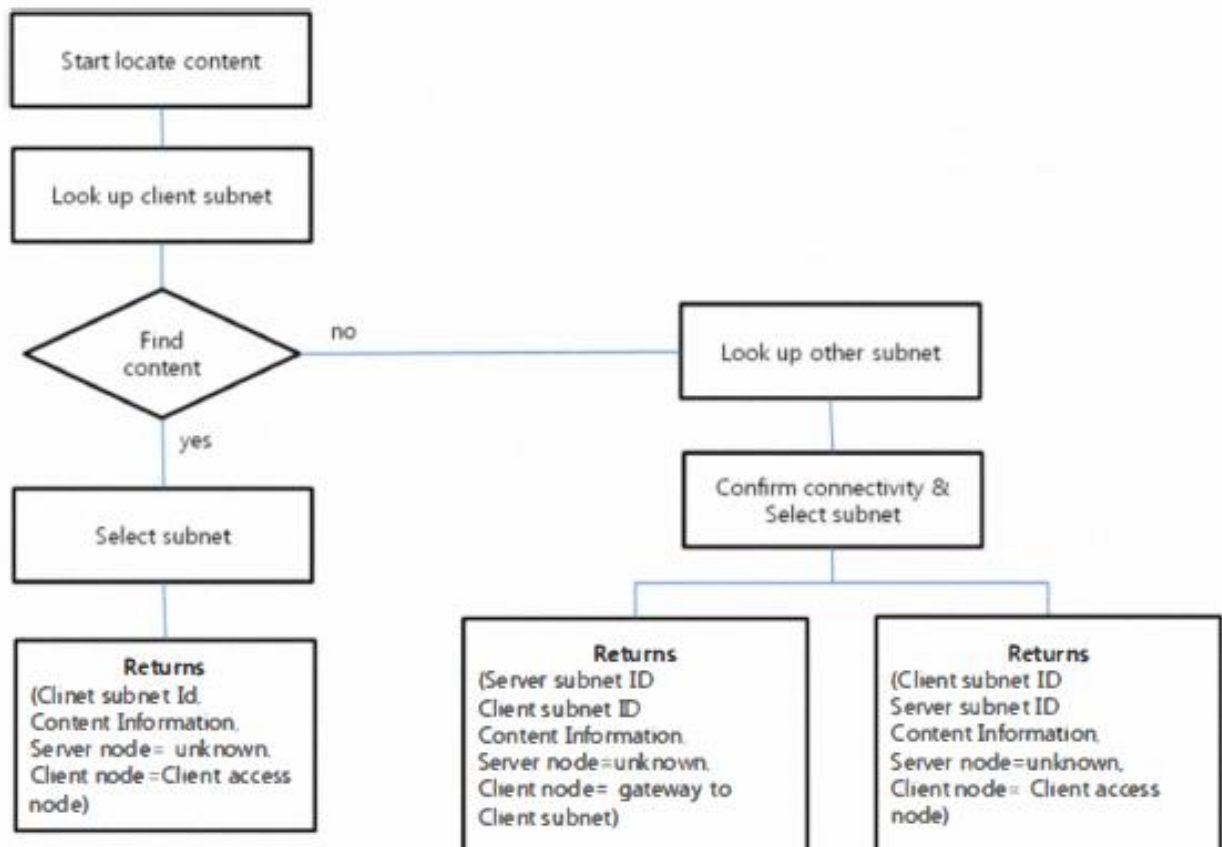 Start locate content
Look up client subnet
Find
content
no
yes
Look up other subnet
Confirm connectivity &
Select subnet
Select subnet
Returns
(Clinet subnet Id,
Content Information,
Server node= unknown,
Client node =Client access
node)
Returns
(Server subnet ID
Client subnet ID
Content Information,
Server node=unknown,
Client node= gateway to
Client subnet)
Returns
(Client subnet ID
Server subnet ID
Content Information,
Server node=unknown,
Client node= Client access
node)